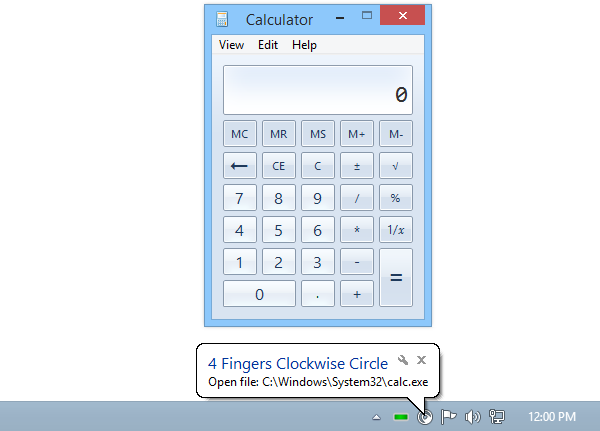 Calculator
View Edit Help
0
MC MR MS M+ M-
← CE C ± √
7 8 9 / %
4 5 6 * 1/x
1 2 3 - =
0 . +
4 Fingers Clockwise Circle
Open file: C:\Windows\System32\calc.exe
12:00 PM